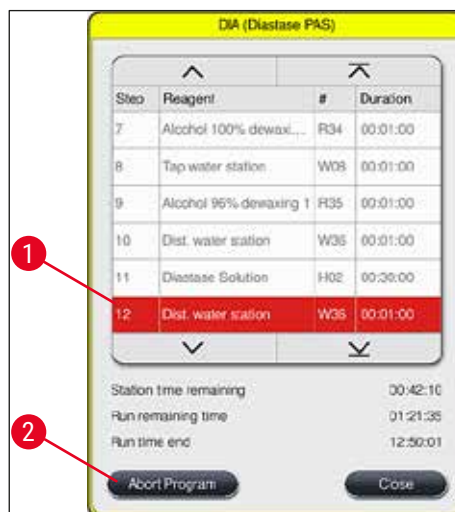 DIA (Diastase PAS)
Step Reagent # Duration
7 Alcohol 100% dewaxi.... R34 00:01:00
8 Tap water station W08 00:01:00
9 Alcohol 96% dewaxing 1 R35 00:01:00
10 Dist. water station W36 00:01:00
11 Diastase Solution H02 00:30:00
1
12 Dist. water station W36 00:01:00
Station time remaining 00:42:10
Run remaining time 01:21:35
2
Run time end 12:50:01
Abort Program Close